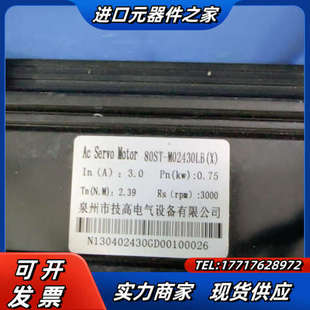 进口元器件之家
Ac Servo Motor 80ST-M02430LB(X)
In(A): 3.0 Pn(kw):0.75
Tn(N,M): 2.39 Rs(rpm):3000
泉州市技高电气设备有限公司
N130402430GD00100026
可开
发票
TEL:17717628972
实力商家 现货供应